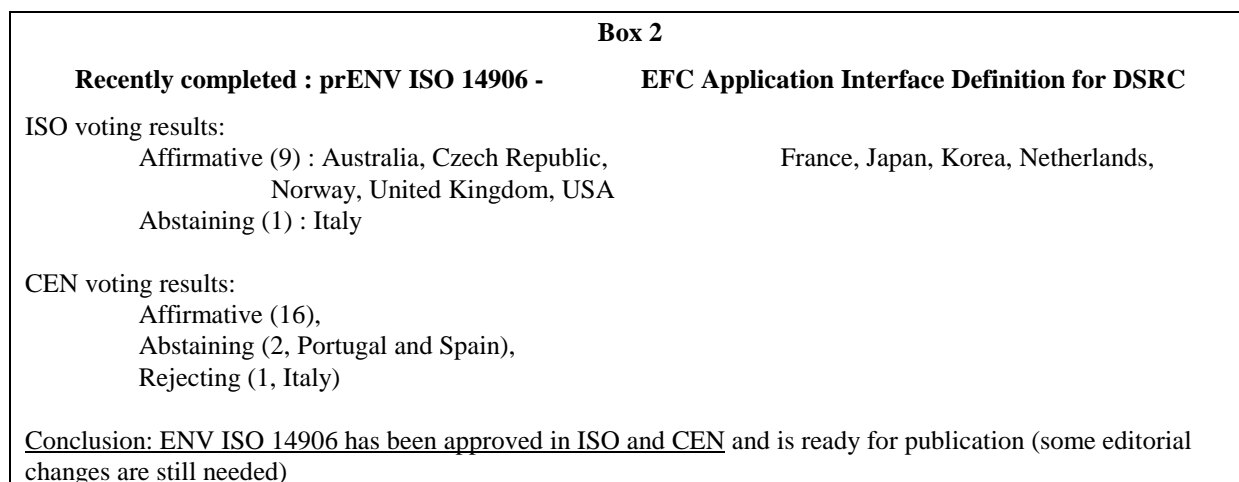 Box 2
Recently completed : prENV ISO 14906 - EFC Application Interface Definition for DSRC
ISO voting results:
Affirmative (9) : Australia, Czech Republic, France, Japan, Korea, Netherlands,
Norway, United Kingdom, USA
Abstaining (1) : Italy
CEN voting results:
Affirmative (16),
Abstaining (2, Portugal and Spain),
Rejecting (1, Italy)
Conclusion: ENV ISO 14906 has been approved in ISO and CEN and is ready for publication (some editorial
changes are still needed)